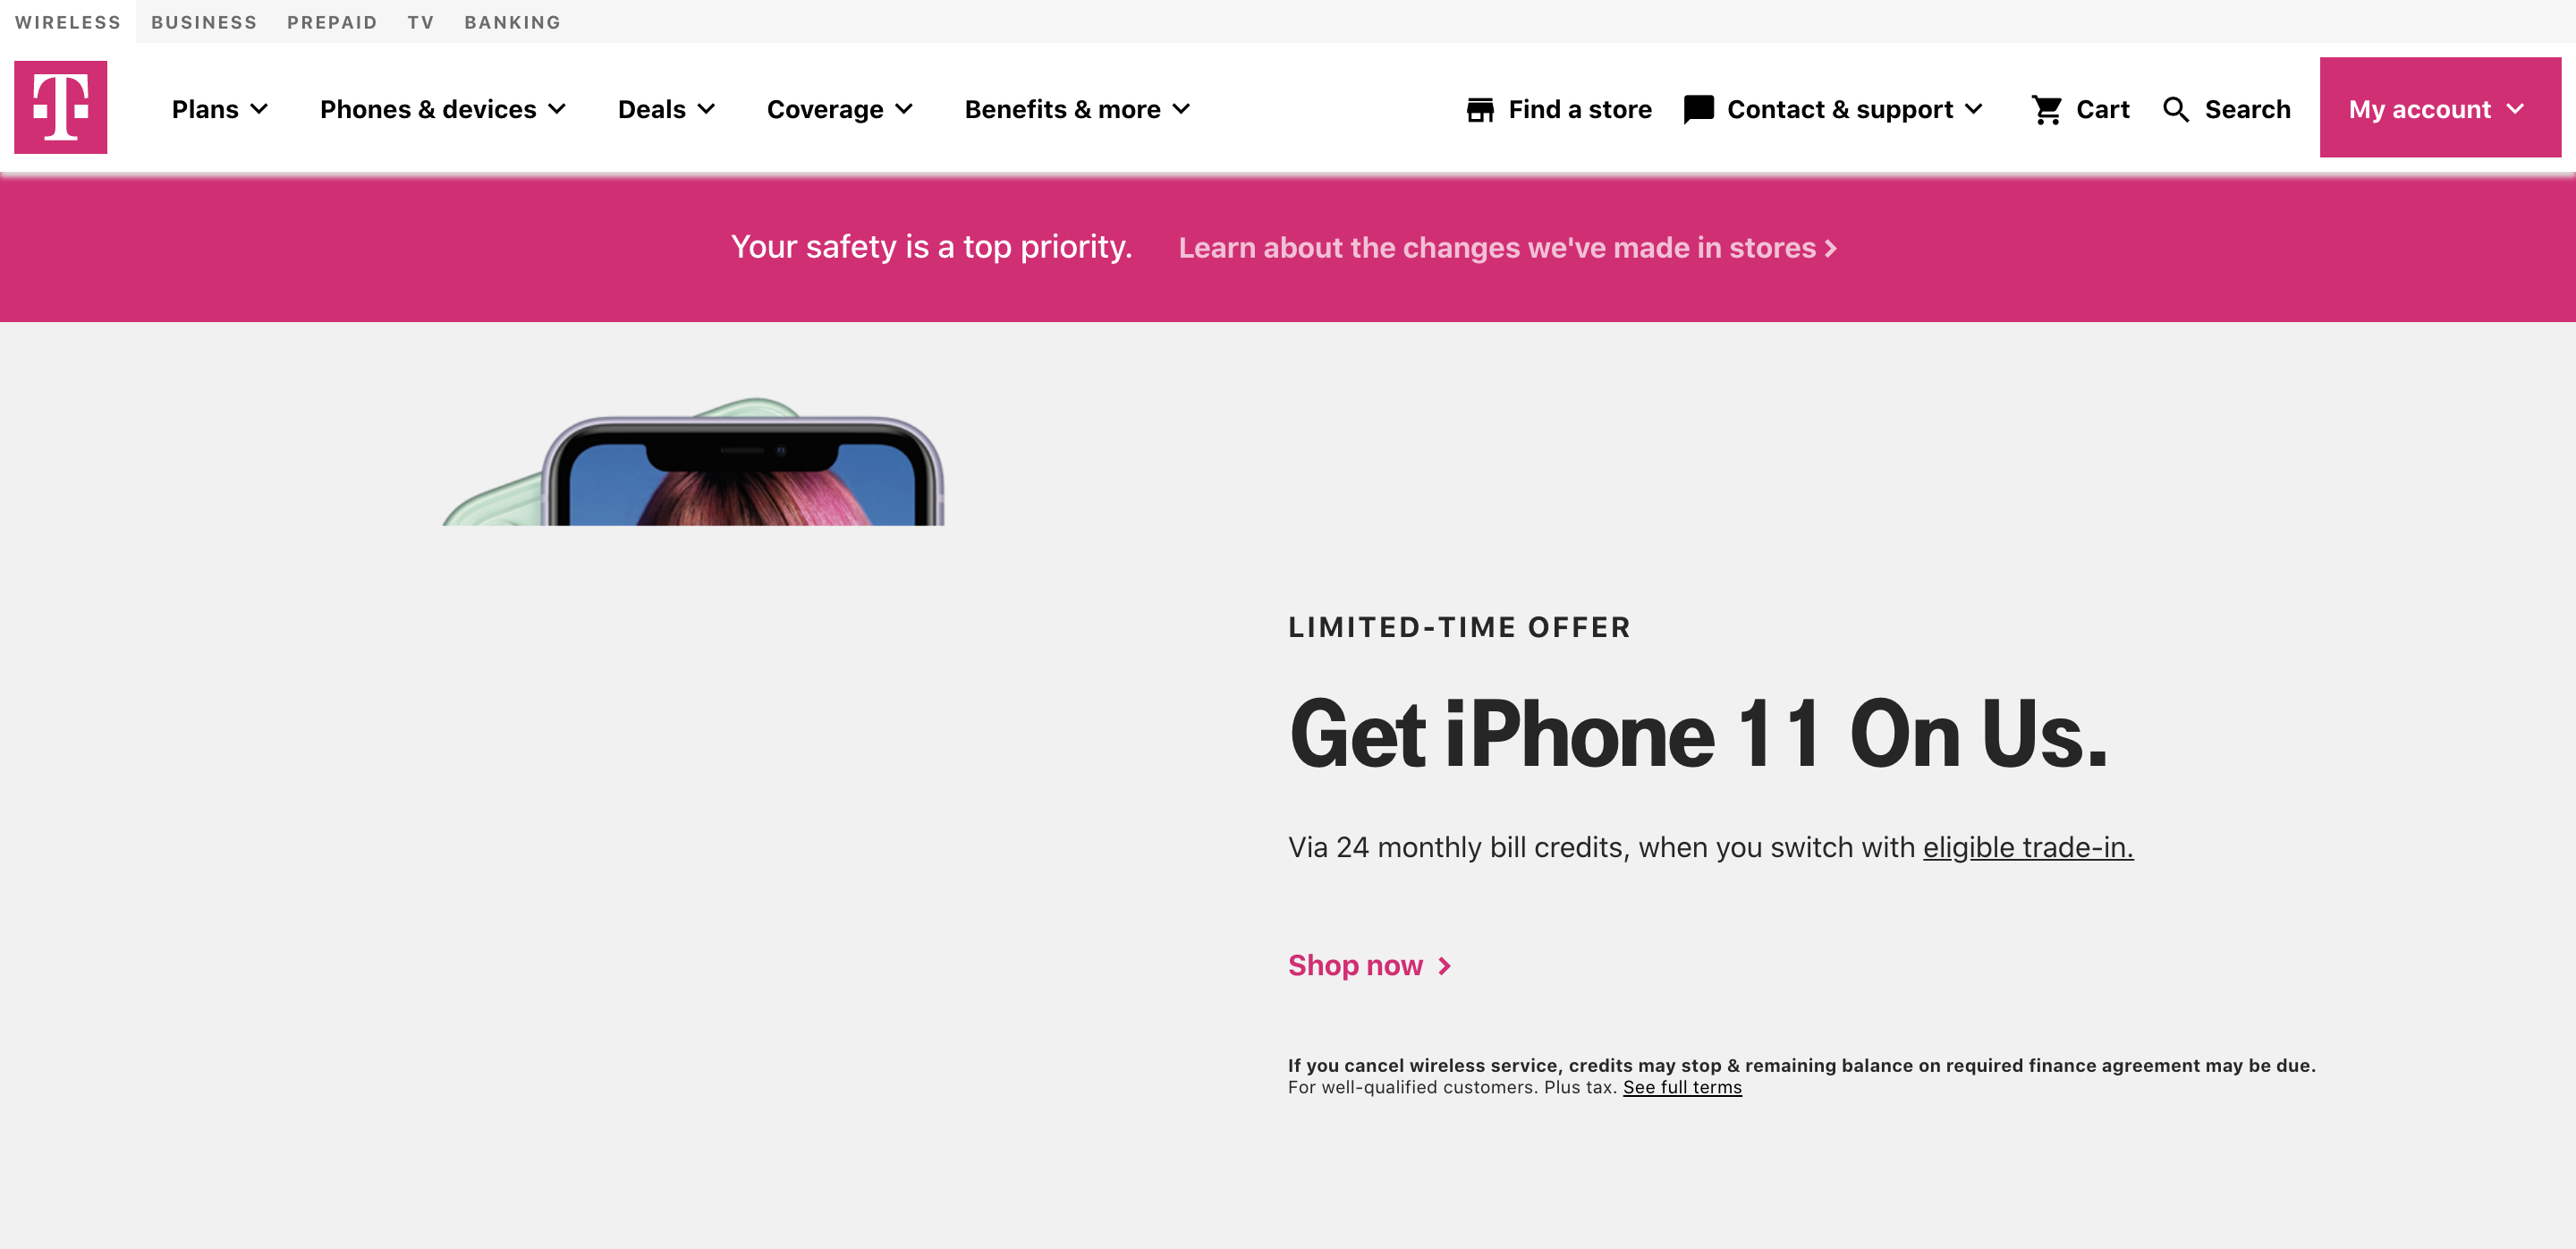 WIRELESS BUSINESS PREPAID TV BANKING
T Plans Phones & devices Deals Coverage Benefits & more Find a store Contact & support Cart Search My account
Your safety is a top priority. Learn about the changes we've made in stores
LIMITED-TIME OFFER
Get iPhone 11 On Us.
Via 24 monthly bill credits, when you switch with eligible trade-in.
Shop now
If you cancel wireless service, credits may stop & remaining balance on required finance agreement may be due.
For well-qualified customers. Plus tax. See full terms